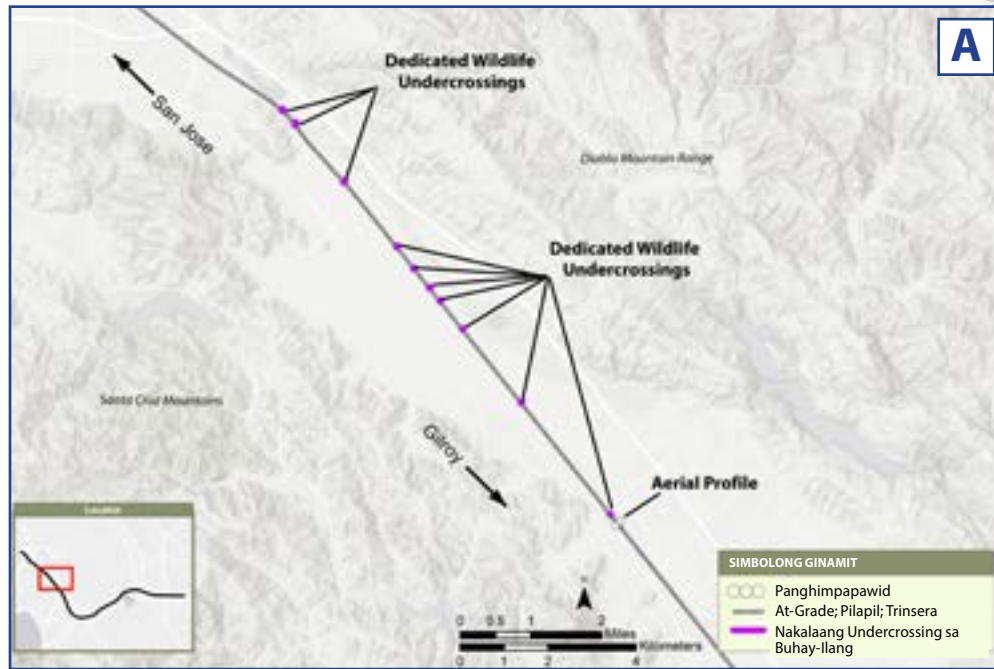 A
Dedicated Wildlife
Undercrossings
San Jose
Diablo Mountain Range
Dedicated Wildlife
Undercrossings
Santa Cruz Mountains
Gilroy
Aerial Profile
Locator
SIMBOLONG GINAMIT
Panghimpapawid
At-Grade; Pilapil; Trinsera
Nakalaang Undercrossing sa
Buhay-Ilang
0 0.5 1 2
Miles
Kilometers
0 1 2 4